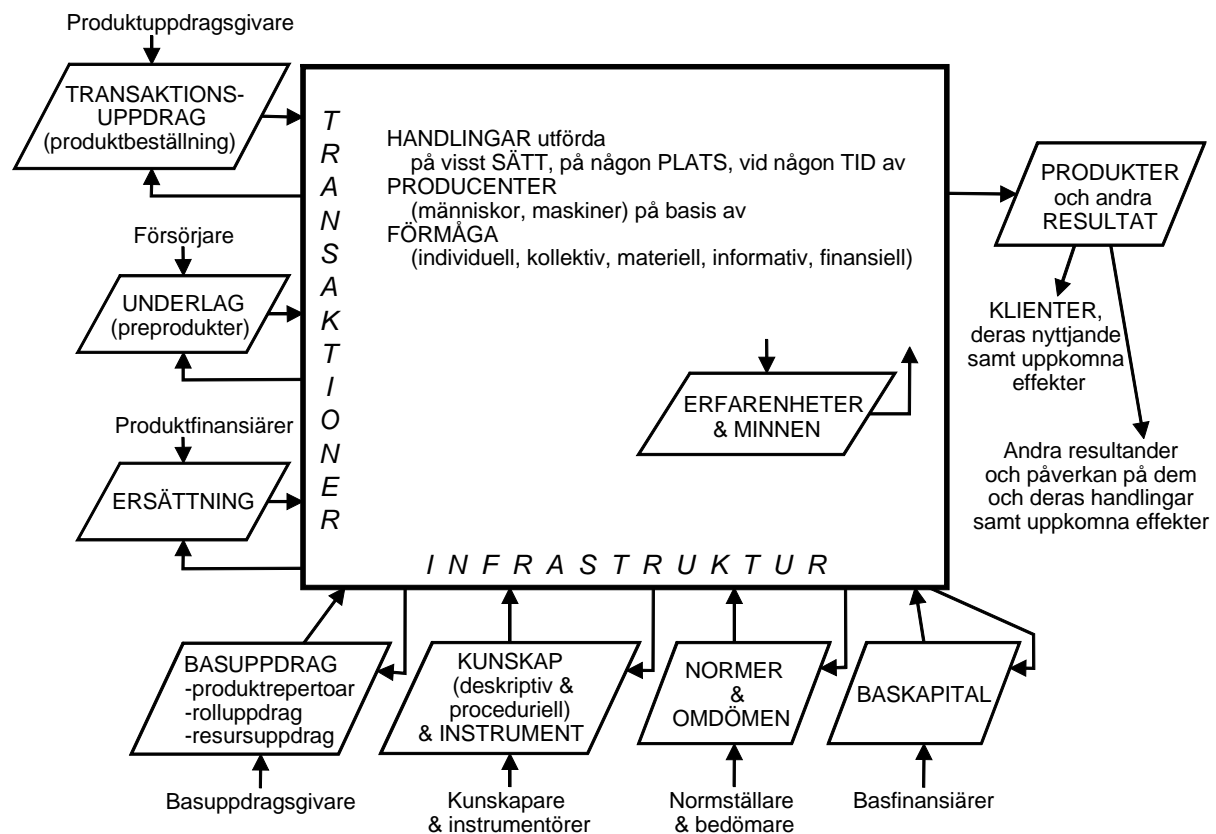 Produktuppdragsgivare
TRANSAKTIONS-
UPPDRAG
(produktbeställning)
Försörjare
UNDERLAG
(preprodukter)
Produktfinansiärer
ERSÄTTNING
TRANSAKTIONER
HANDLINGAR utförda
på visst SÄTT, på någon PLATS, vid någon TID av
PRODUCENTER
(människor, maskiner) på basis av
FÖRMÅGA
(individuell, kollektiv, materiell, informativ, finansiell)
ERFARENHETER
& MINNEN
INFRASTRUKTUR
PRODUKTER
och andra
RESULTAT
KLIENTER,
deras nyttjande
samt uppkomna
effekter
Andra resultander
och påverkan på dem
och deras handlingar
samt uppkomna effekter
BASUPPDRAG
-produktrepertoar
-rolluppdrag
-resursuppdrag
Basuppdragsgivare
KUNSKAP
(deskriptiv &
proceduriell)
& INSTRUMENT
Kunskapare
& instrumentörer
NORMER
&
OMDÖMEN
Normställare
& bedömare
BASKAPITAL
Basfinansiärer